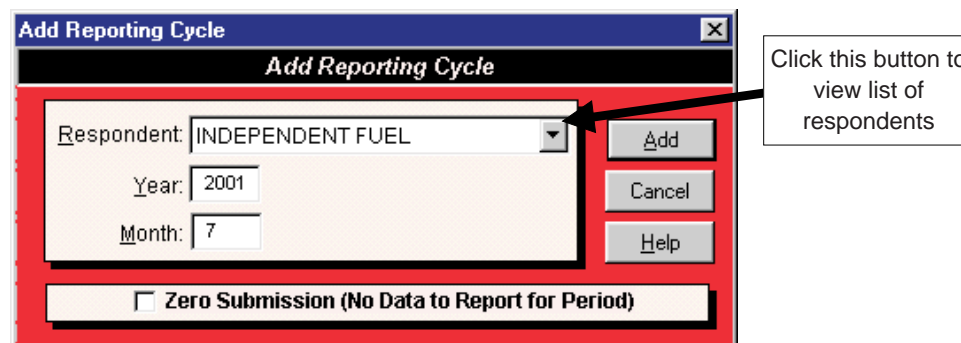 Add Reporting Cycle
Add Reporting Cycle
Click this button to
view list of
respondents
Respondent: INDEPENDENT FUEL
Add
Year: 2001
Cancel
Month: 7
Help
Zero Submission (No Data to Report for Period)